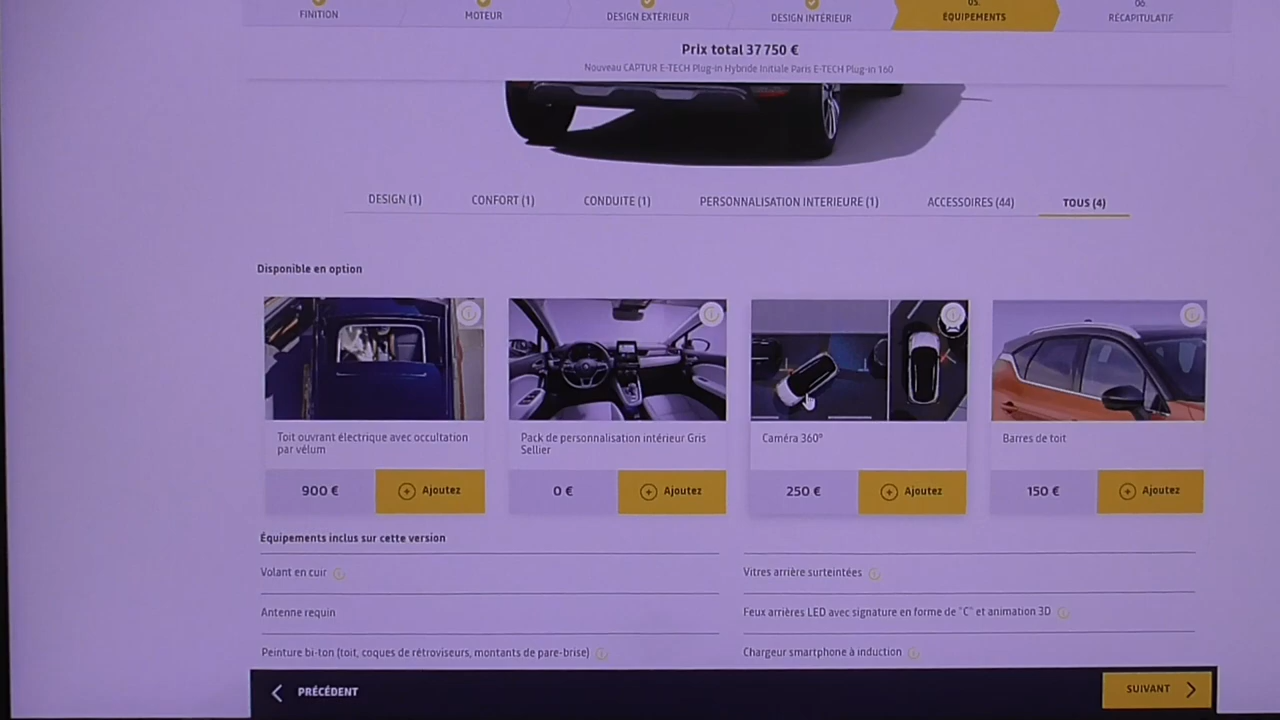 FINITION
MOTEUR
DESIGN EXTÉRIEUR
DESIGN INTÉRIEUR
05.
ÉQUIPEMENTS
06.
RÉCAPITULATIF
Prix total 37 750 €
Nouveau CAPTUR E-TECH Plug-in Hybride Initiale Paris E-TECH Plug-in 160
DESIGN (1)
CONFORT (1)
CONDUITE (1)
PERSONNALISATION INTERIEURE (1)
ACCESSOIRES (44)
TOUS (4)
Disponible en option
Toit ouvrant électrique avec occultation
par vélum
900 €
Ajoutez
Pack de personnalisation intérieur Gris
Sellier
0 €
Ajoutez
Caméra 360°
250 €
Ajoutez
Barres de toit
150 €
Ajoutez
Équipements inclus sur cette version
Volant en cuir
Vitres arrière surteintées
Antenne requin
Feux arrières LED avec signature en forme de "C" et animation 3D
Peinture bi-ton (toit, coques de rétroviseurs, montants de pare-brise)
Chargeur smartphone à induction
PRÉCÉDENT
SUIVANT